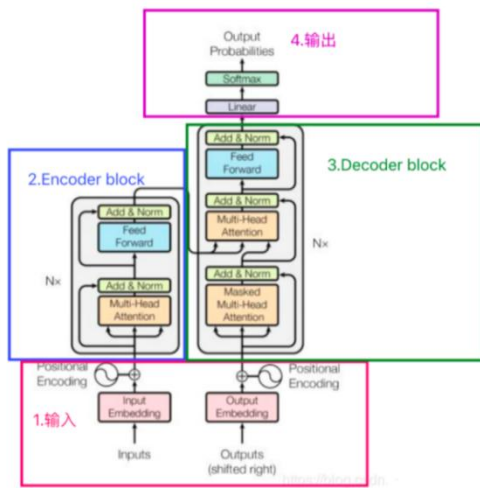 Output
Probabilities
4.输出
Softmax
Linear
Add & Norm
Feed
Forward
3.Decoder block
2.Encoder block
Add & Norm
Multi-Head
Attention
Add & Norm
Feed
Forward
Nx
Nx
Add & Norm
Masked
Multi-Head
Attention
Add & Norm
Multi-Head
Attention
Positional
Encoding
Positional
Encoding
1.输入
Input
Embedding
Output
Embedding
Inputs
Outputs
(shifted right)